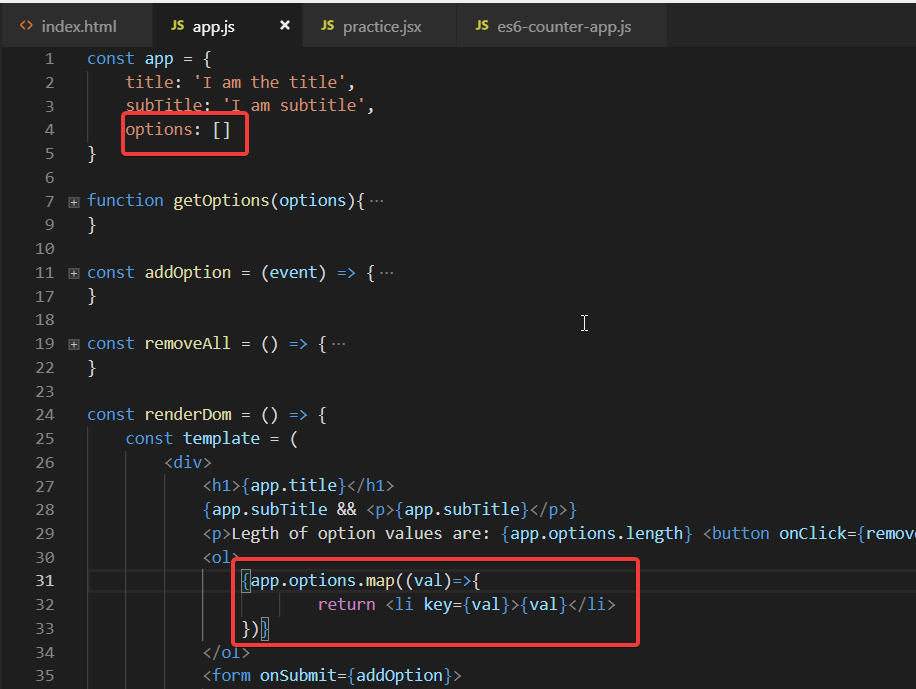 <> index.html JS app.js × JS practice.jsx JS es6-counter-app.js
1 const app = {
2 title: 'I am the title',
3 subTitle: 'I am subtitle',
4 options: []
5 }
6
7 function getOptions(options){ ...
9 }
10
11 const addOption = (event) => { ...
17 }
18
19 const removeAll = () => { ...
22 }
23
24 const renderDom = () => {
25 const template = (
26 <div>
27 <h1>{app.title}</h1>
28 {app.subTitle && <p>{app.subTitle}</p>}
29 <p>Legth of option values are: {app.options.length} <button onClick={remov
30 <ol>
31 {app.options.map((val)=>{
32 return <li key={val}>{val}</li>
33 })}
34 </ol>
35 <form onSubmit={addOption}>